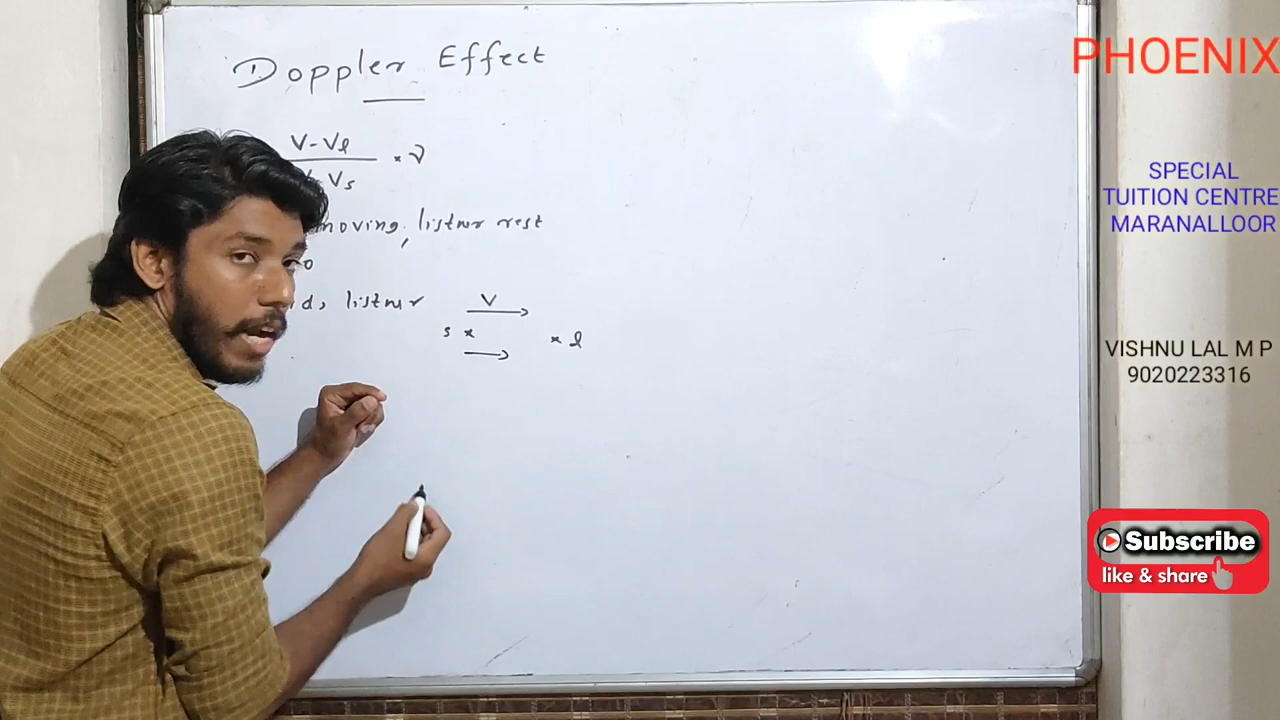 Doppler Effect
V-Vl
× ν
Vs
moving, listner rest
listner
V
s × × l
PHOENIX
SPECIAL
TUITION CENTRE
MARANALLOOR
VISHNU LAL M P
9020223316
Subscribe
like & share